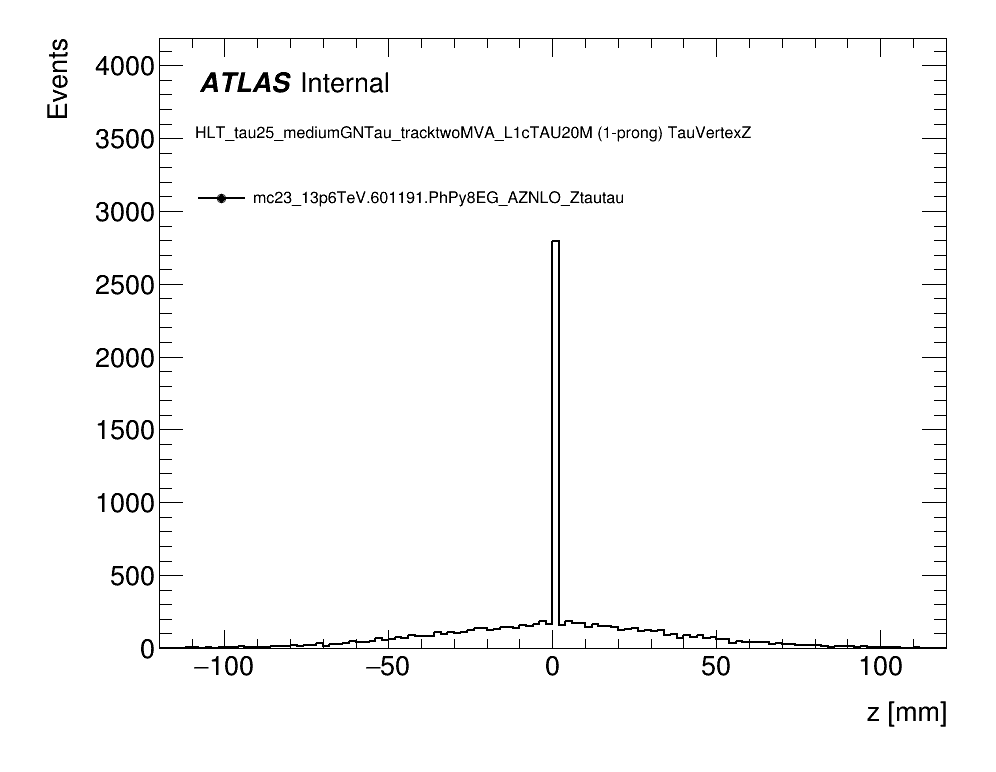 Events
4000
3500
3000
2500
2000
1500
1000
500
0
ATLAS Internal
HLT_tau25_mediumGNTau_tracktwoMVA_L1cTAU20M (1-prong) TauVertexZ
mc23_13p6TeV.601191.PhPy8EG_AZNLO_Ztautau
−100 −50 0 50 100
z [mm]